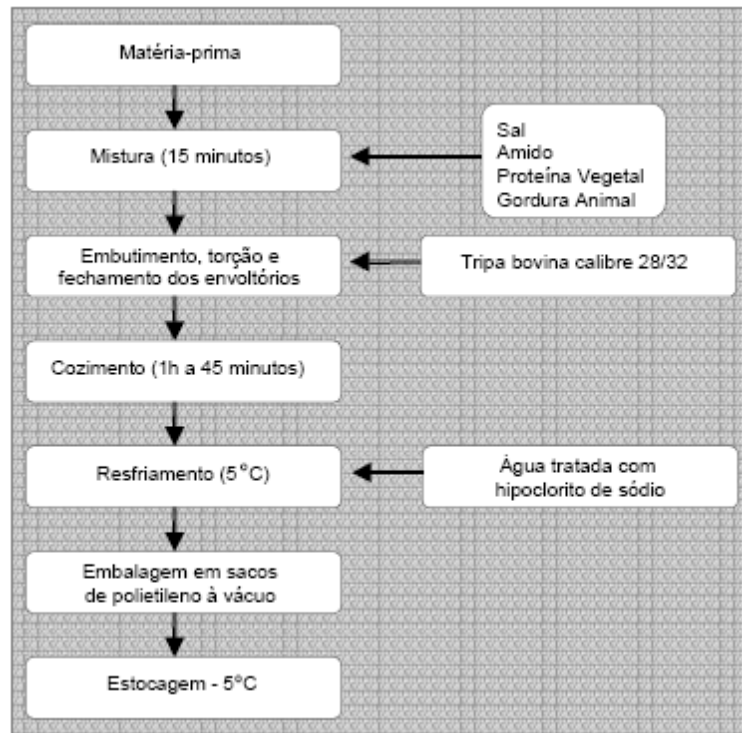 Matéria-prima
Mistura (15 minutos)
Sal
Amido
Proteína Vegetal
Gordura Animal
Embutimento, torção e
fechamento dos envoltórios
Tripa bovina calibre 28/32
Cozimento (1h a 45 minutos)
Resfriamento (5°C)
Água tratada com
hipoclorito de sódio
Embalagem em sacos
de polietileno à vácuo
Estocagem - 5°C